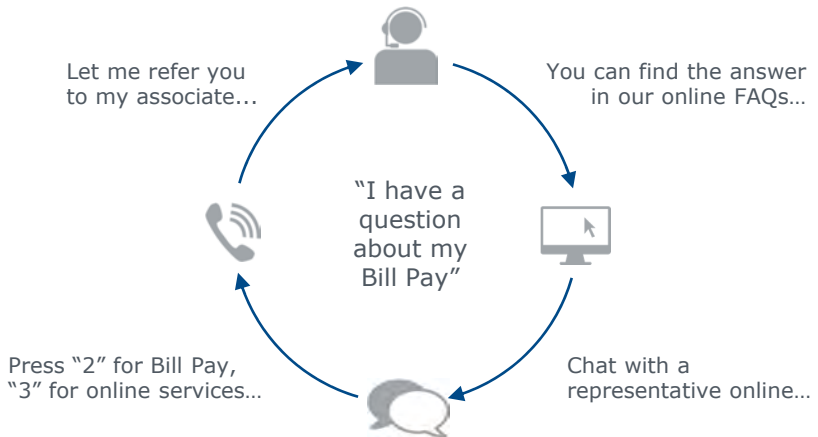 Let me refer you
to my associate...
You can find the answer
in our online FAQs…
“I have a
question
about my
Bill Pay”
Press “2” for Bill Pay,
“3” for online services…
Chat with a
representative online…